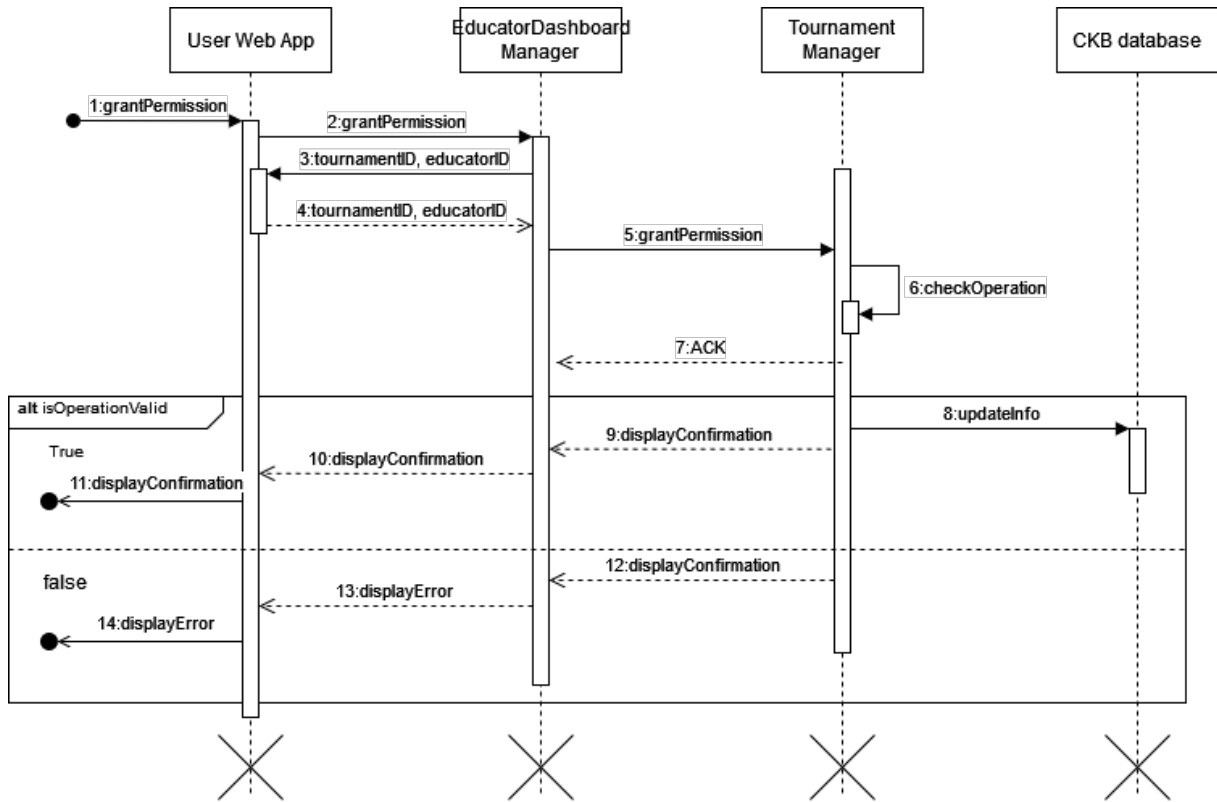 User Web App
EducatorDashboard
Manager
Tournament
Manager
CKB database
1:grantPermission
2:grantPermission
3:tournamentID, educatorID
4:tournamentID, educatorID
5:grantPermission
6:checkOperation
7:ACK
alt isOperationValid
8:updateInfo
9:displayConfirmation
True
10:displayConfirmation
11:displayConfirmation
12:displayConfirmation
false
13:displayError
14:displayError